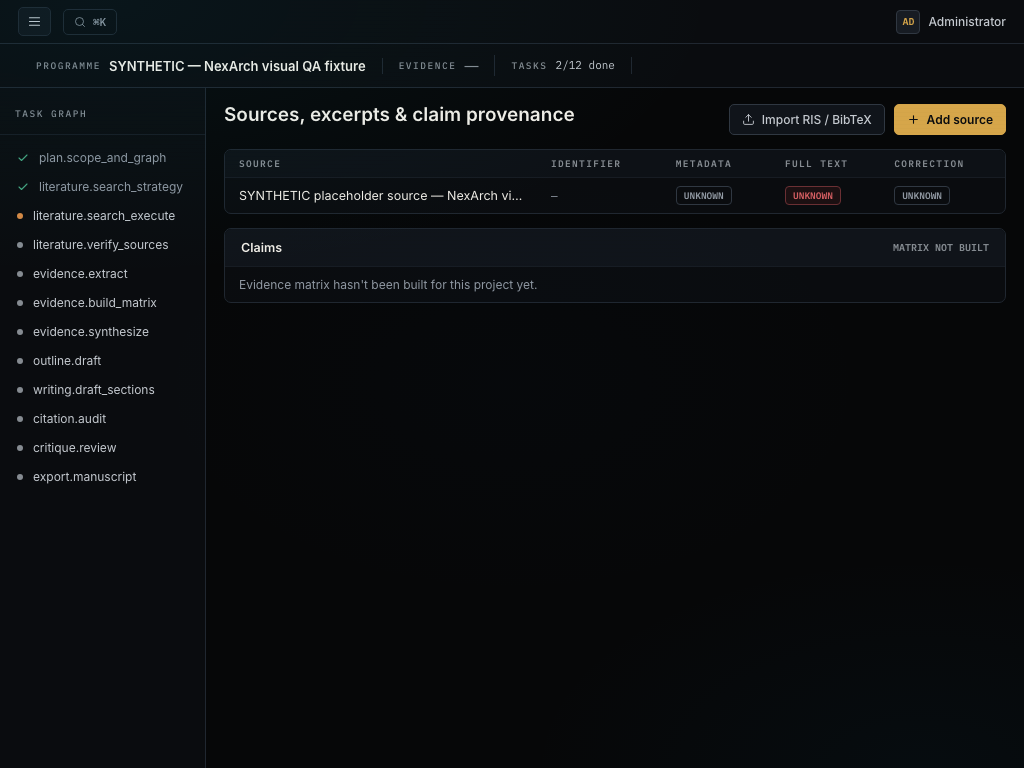 ⌘K
AD Administrator
PROGRAMME SYNTHETIC — NexArch visual QA fixture EVIDENCE — TASKS 2/12 done
TASK GRAPH
plan.scope_and_graph
literature.search_strategy
literature.search_execute
literature.verify_sources
evidence.extract
evidence.build_matrix
evidence.synthesize
outline.draft
writing.draft_sections
citation.audit
critique.review
export.manuscript
Sources, excerpts & claim provenance
Import RIS / BibTeX
Add source
SOURCE IDENTIFIER METADATA FULL TEXT CORRECTION
SYNTHETIC placeholder source — NexArch vi... – UNKNOWN UNKNOWN UNKNOWN
Claims MATRIX NOT BUILT
Evidence matrix hasn't been built for this project yet.